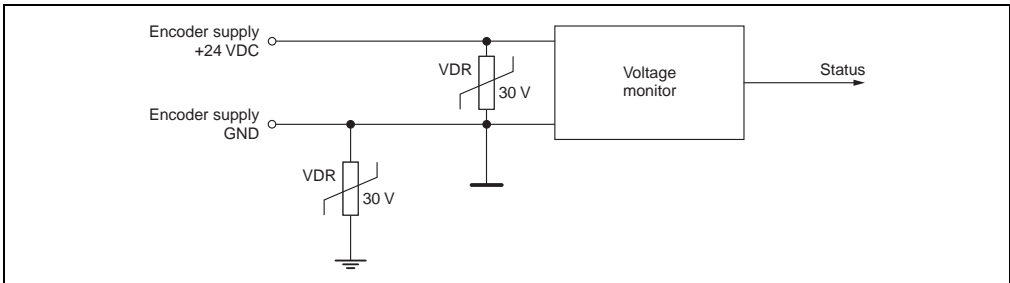 Encoder supply
+24 VDC
VDR
30 V
Voltage
monitor
Status
Encoder supply
GND
VDR
30 V